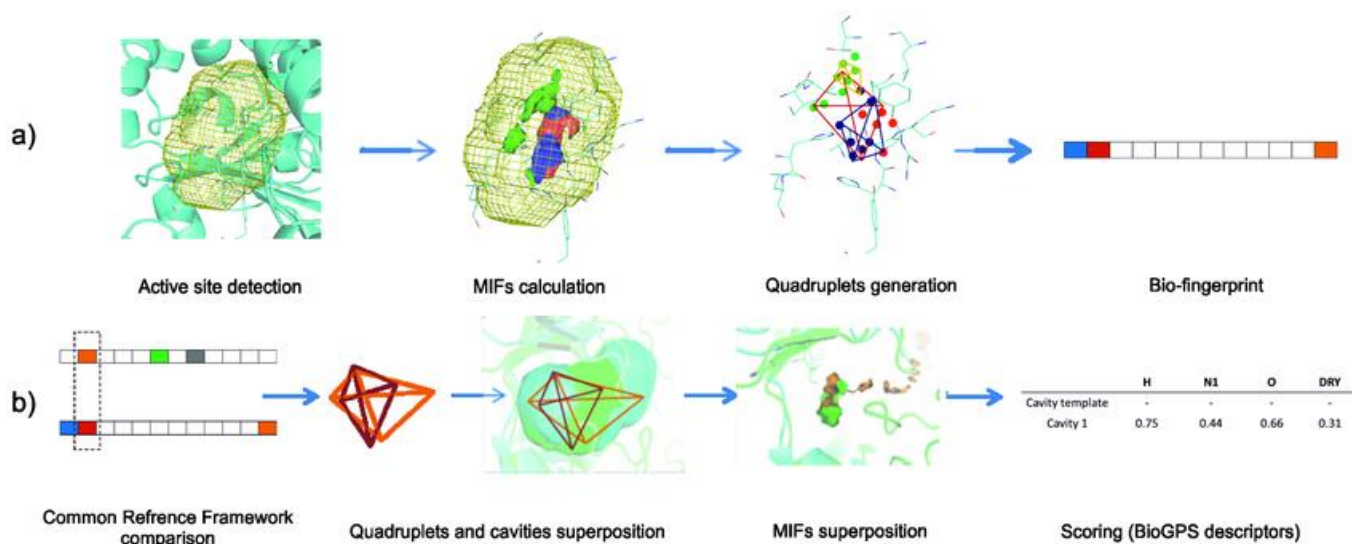 a)
Active site detection
MIFs calculation
Quadruplets generation
Bio-fingerprint
b)
H N1 O DRY
Cavity template - - - -
Cavity 1 0.75 0.44 0.66 0.31
Common Refrence Framework
comparison
Quadruplets and cavities superposition
MIFs superposition
Scoring (BioGPS descriptors)